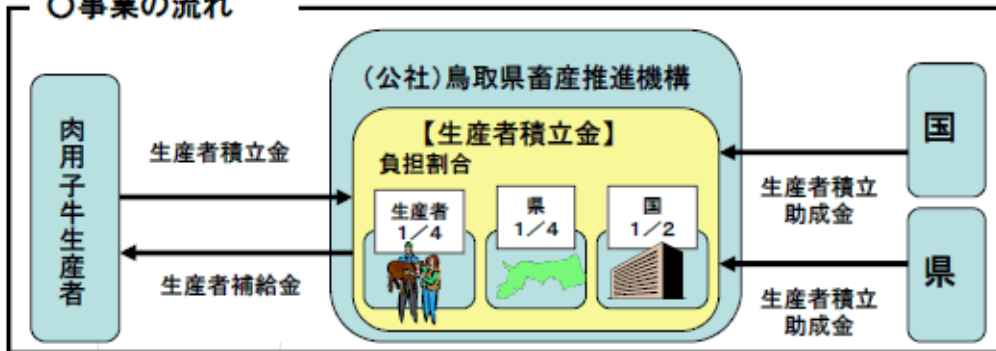 〇事業の流れ
(公社)鳥取県畜産推進機構
【生産者積立金】
負担割合
生産者
1/4
県
1/4
国
1/2
肉用子牛生産者
生産者積立金
生産者補給金
国
生産者積立
助成金
県
生産者積立
助成金